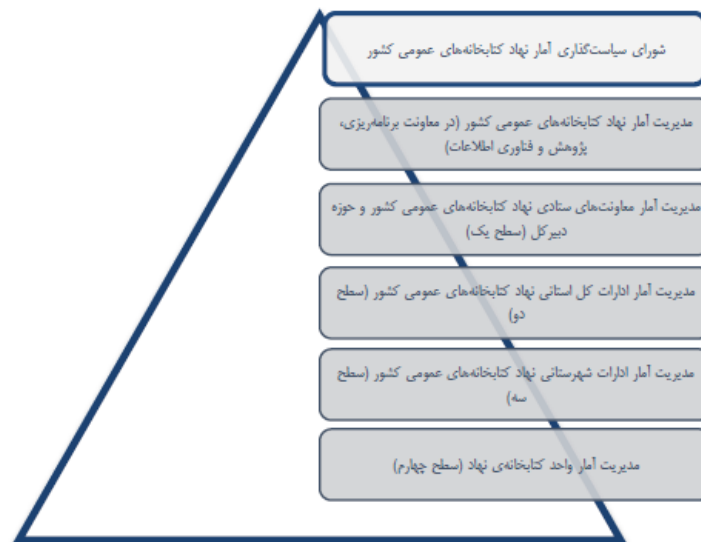 شورای سیاست‌گذاری آمار نهاد کتابخانه‌های عمومی کشور
مدیریت آمار نهاد کتابخانه‌های عمومی کشور (در معاونت برنامه‌ریزی،
پژوهش و فناوری اطلاعات)
مدیریت آمار معاونت‌های ستادی نهاد کتابخانه‌های عمومی کشور و حوزه
دبیرکل (سطح یک)
مدیریت آمار ادارات کل استانی نهاد کتابخانه‌های عمومی کشور (سطح
دو)
مدیریت آمار ادارات شهرستانی نهاد کتابخانه‌های عمومی کشور (سطح
سه)
مدیریت آمار واحد کتابخانه‌ی نهاد (سطح چهارم)